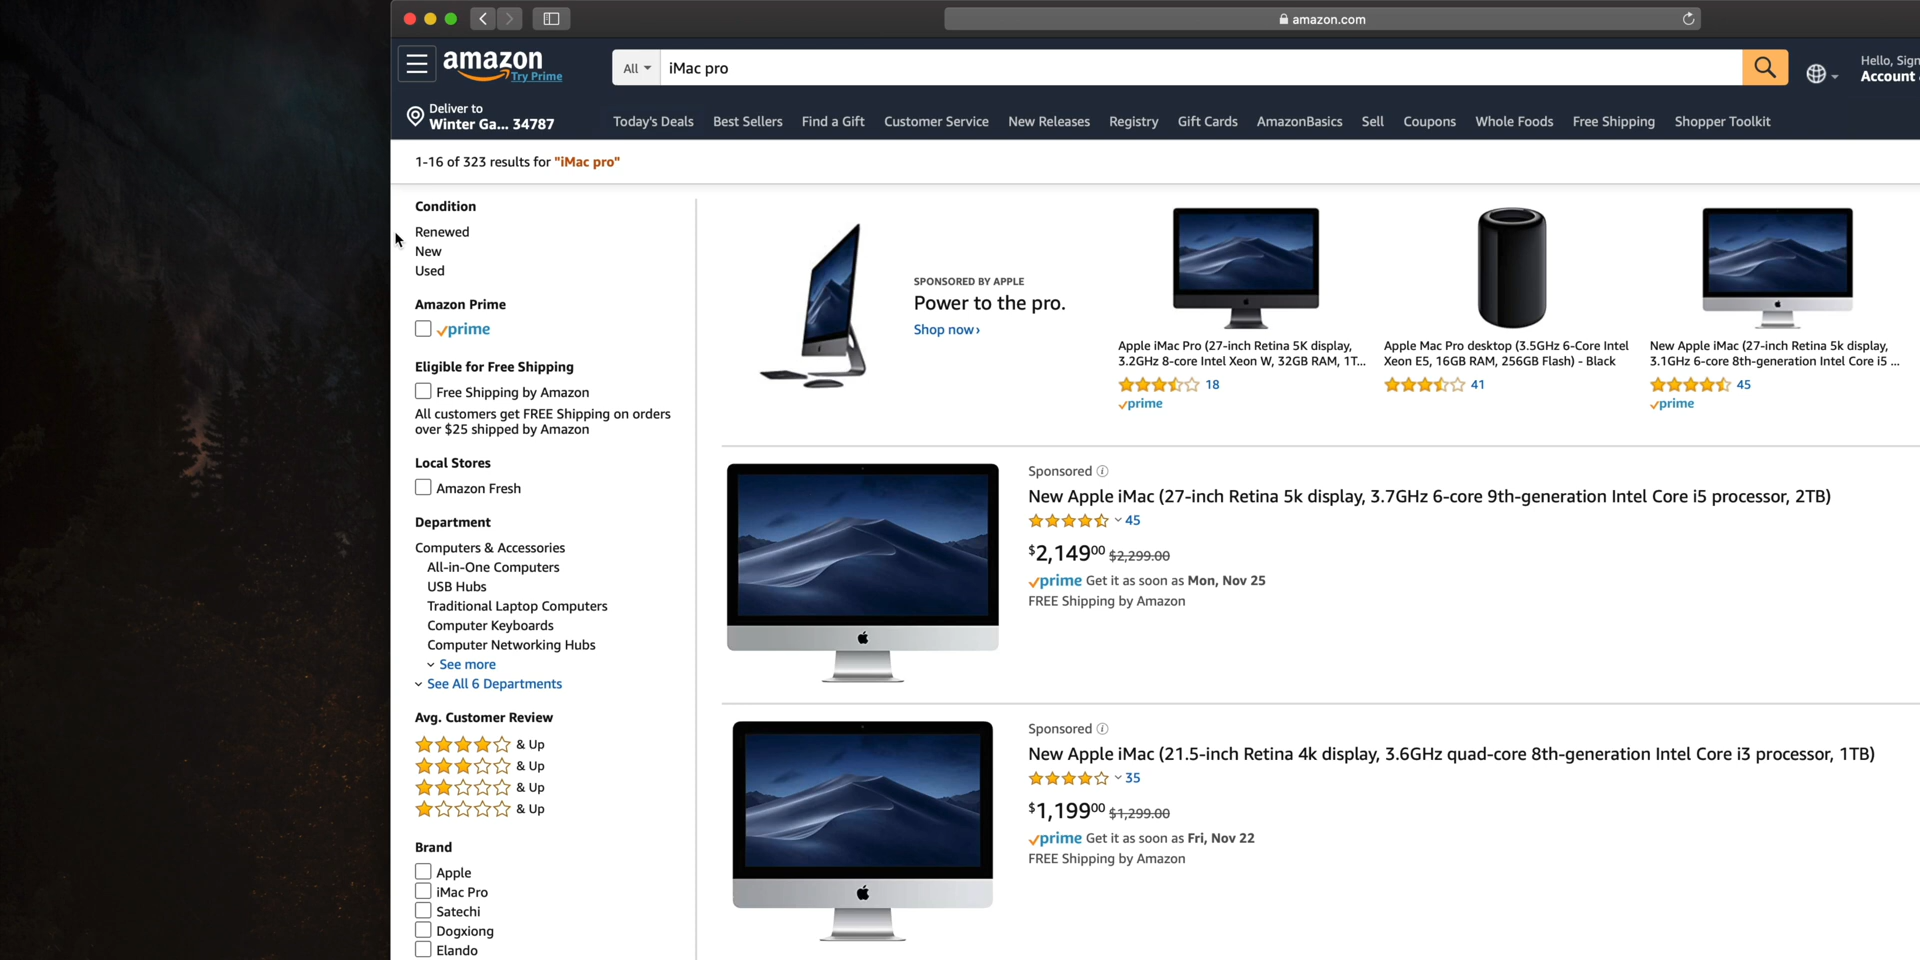 amazon.com
amazon
Try Prime
All
iMac pro
Hello, Sign
Account
Deliver to
Winter Ga... 34787
Today's Deals
Best Sellers
Find a Gift
Customer Service
New Releases
Registry
Gift Cards
AmazonBasics
Sell
Coupons
Whole Foods
Free Shipping
Shopper Toolkit
1-16 of 323 results for "iMac pro"
Condition
Renewed
New
Used
Amazon Prime
prime
Eligible for Free Shipping
Free Shipping by Amazon
All customers get FREE Shipping on orders
over $25 shipped by Amazon
Local Stores
Amazon Fresh
Department
Computers & Accessories
All-in-One Computers
USB Hubs
Traditional Laptop Computers
Computer Keyboards
Computer Networking Hubs
See more
See All 6 Departments
Avg. Customer Review
& Up
& Up
& Up
& Up
Brand
Apple
iMac Pro
Satechi
Dogxiong
Elando
SPONSORED BY APPLE
Power to the pro.
Shop now›
Apple iMac Pro (27-inch Retina 5K display,
3.2GHz 8-core Intel Xeon W, 32GB RAM, 1T...
18
prime
Apple Mac Pro desktop (3.5GHz 6-Core Intel
Xeon E5, 16GB RAM, 256GB Flash) - Black
41
New Apple iMac (27-inch Retina 5K display,
3.1GHz 6-core 8th-generation Intel Core i5 ...
45
prime
Sponsored
New Apple iMac (27-inch Retina 5k display, 3.7GHz 6-core 9th-generation Intel Core i5 processor, 2TB)
45
$2,14900 $2,299.00
prime Get it as soon as Mon, Nov 25
FREE Shipping by Amazon
Sponsored
New Apple iMac (21.5-inch Retina 4k display, 3.6GHz quad-core 8th-generation Intel Core i3 processor, 1TB)
35
$1,19900 $1,299.00
prime Get it as soon as Fri, Nov 22
FREE Shipping by Amazon